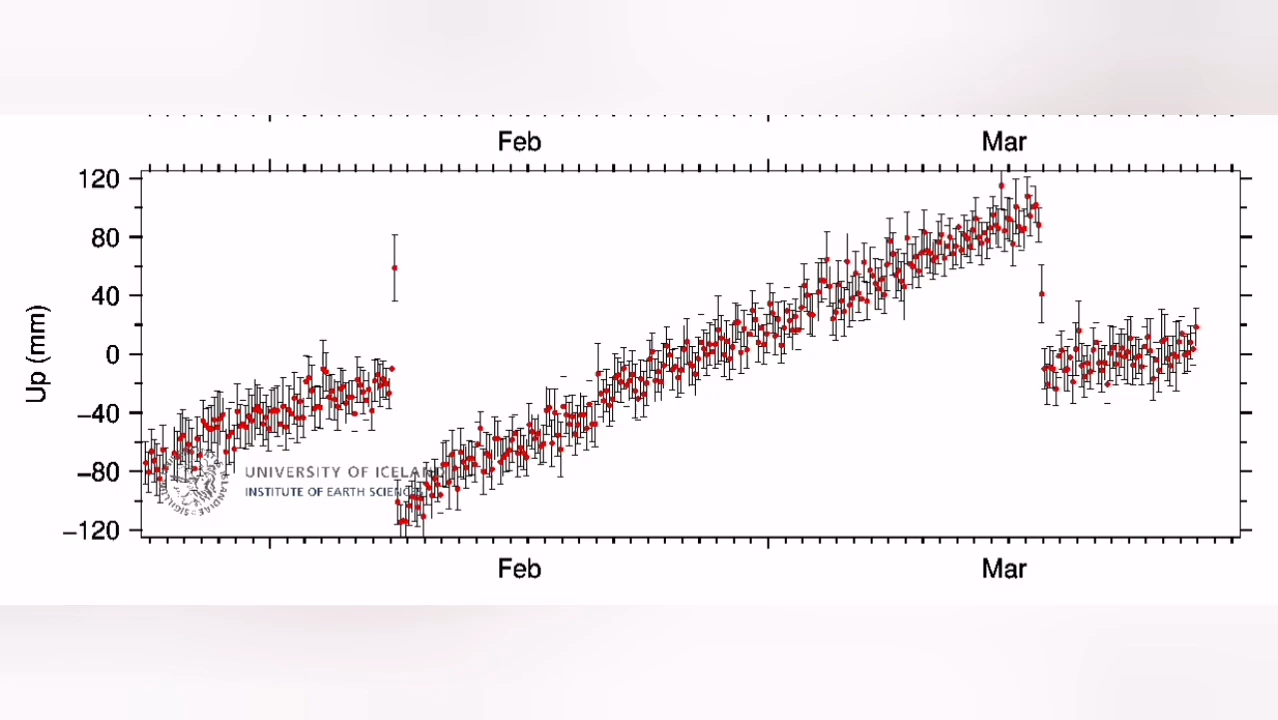 Feb Mar
120
80
40
0
−40
−80
−120
Up (mm)
UNIVERSITY OF ICELAND
INSTITUTE OF EARTH SCIENCES
Feb Mar